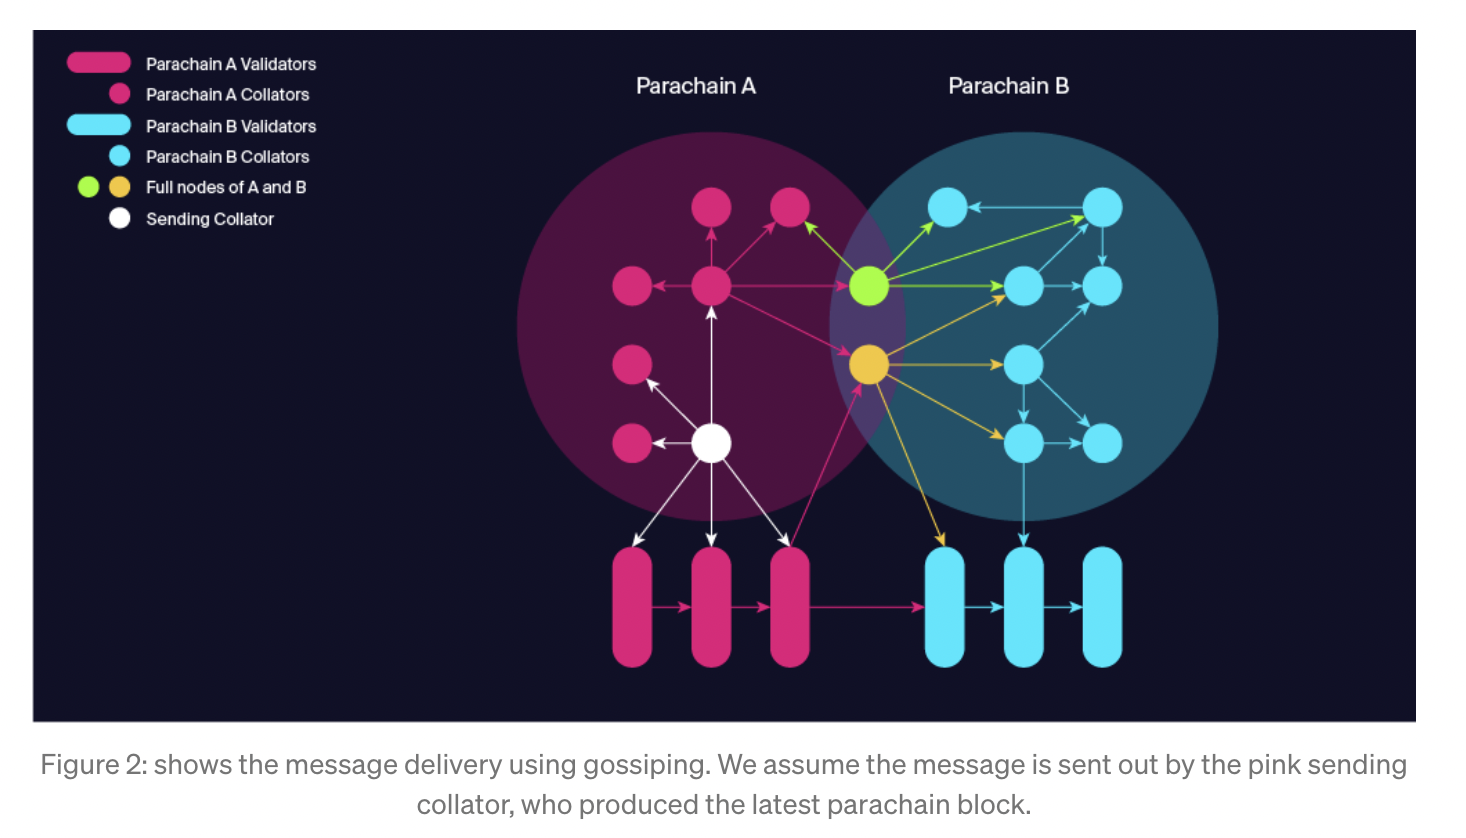 Parachain A Validators
Parachain A Collators
Parachain B Validators
Parachain B Collators
Full nodes of A and B
Sending Collator
Parachain A
Parachain B
Figure 2: shows the message delivery using gossiping. We assume the message is sent out by the pink sending
collator, who produced the latest parachain block.